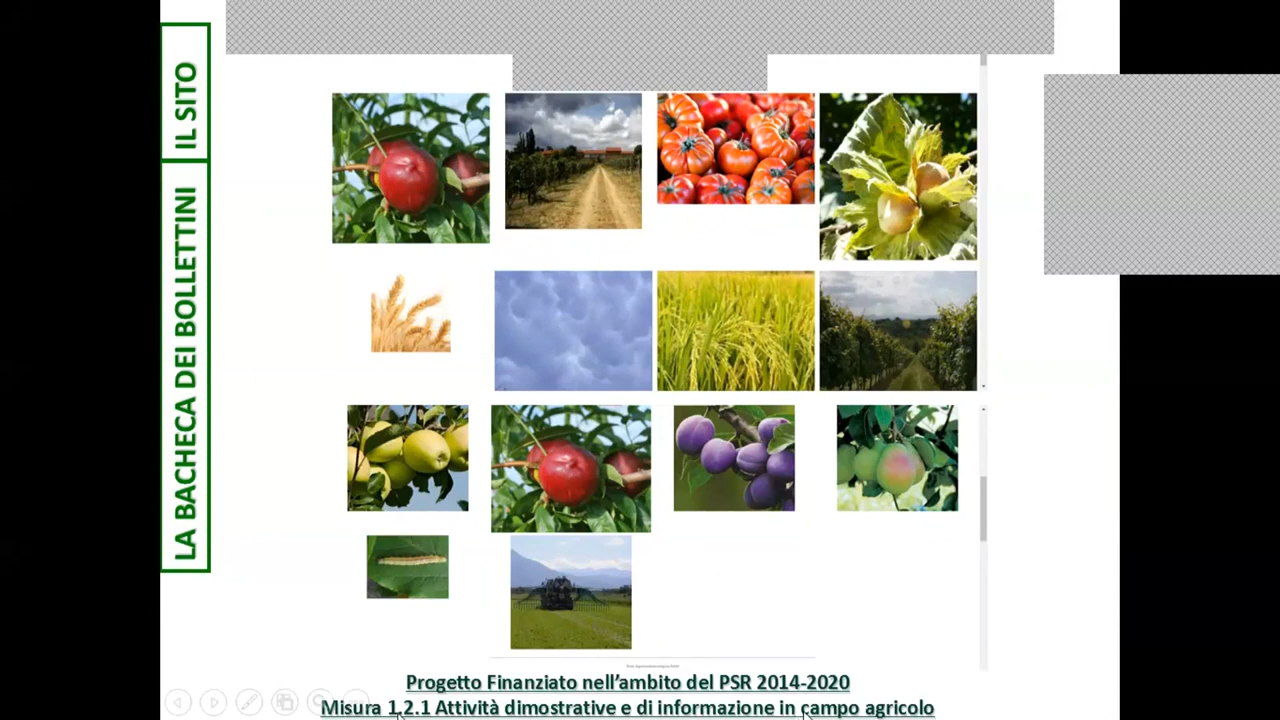 IL SITO
LA BACHECA DEI BOLLETTINI
Progetto Finanziato nell'ambito del PSR 2014-2020
Misura 1.2.1 Attività dimostrative e di informazione in campo agricolo